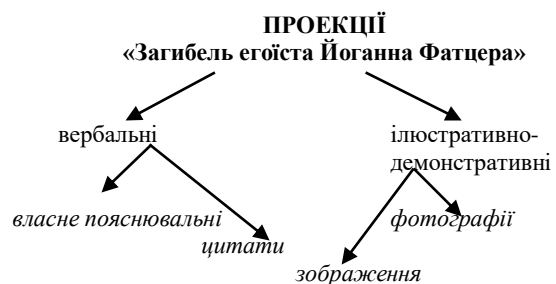 ПРОЕКЦІЇ
«Загибель егоїста Йоганна Фатцера»
вербальні
ілюстративно-
демонстративні
власне пояснювальні
цитати
фотографії
зображення